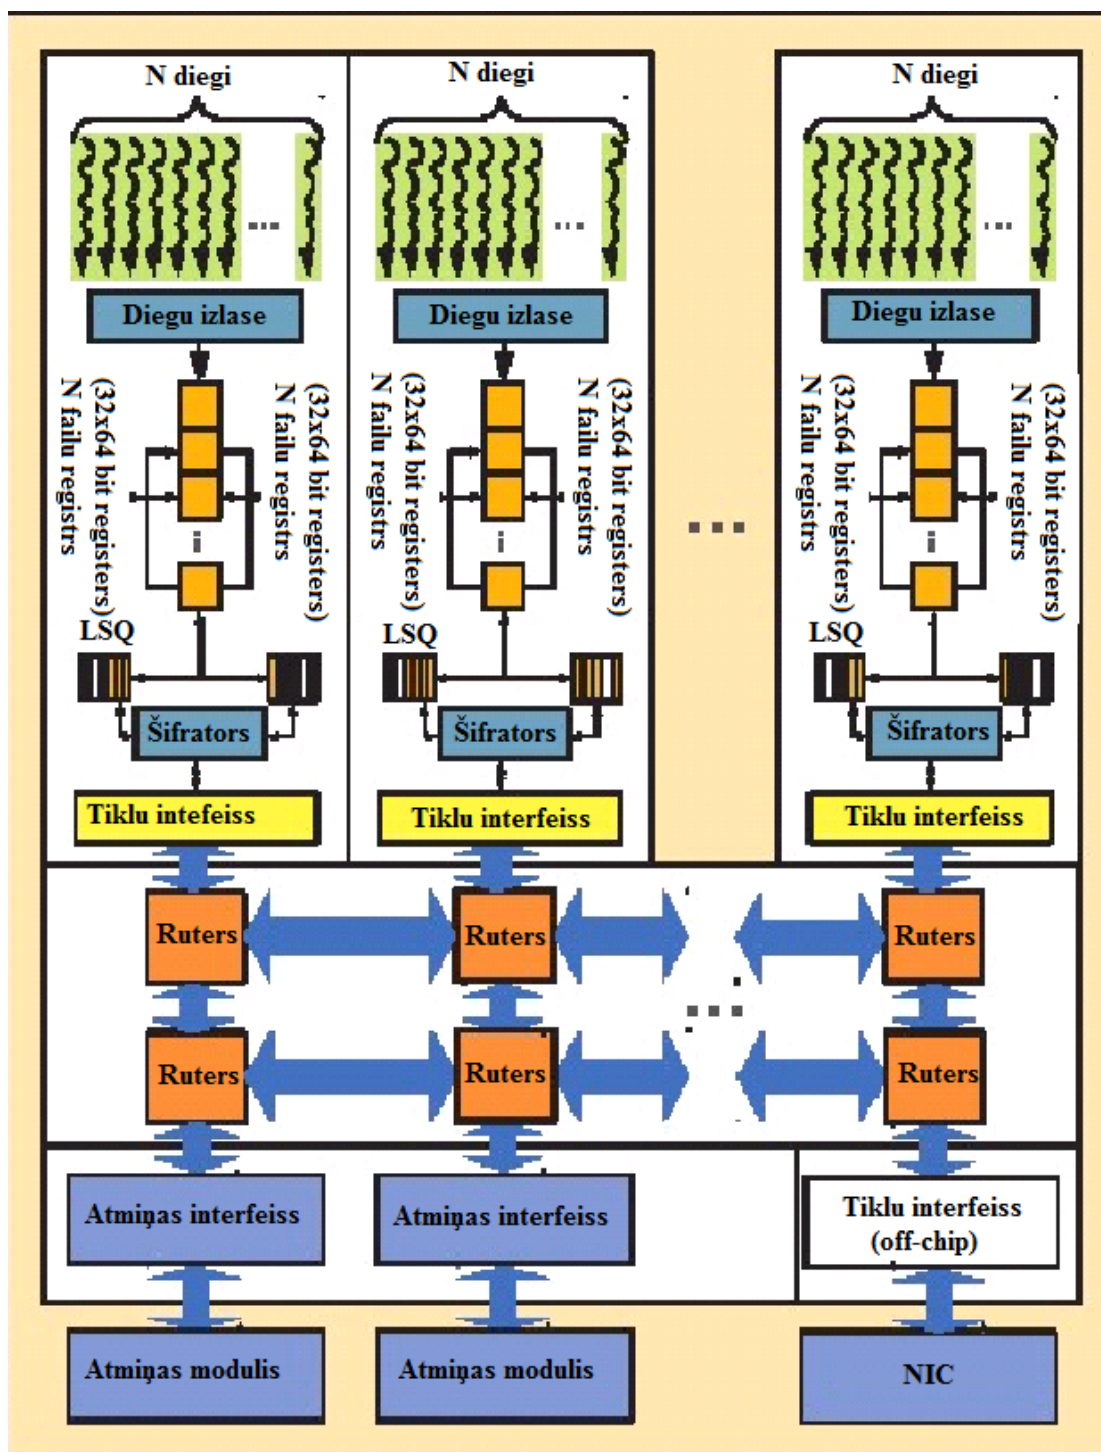 N diegi
N diegi
N diegi
Diegu izlase
Diegu izlase
Diegu izlase
(32x64 bit registers)
N failu registrs
(32x64 bit registers)
N failu registrs
(32x64 bit registers)
N failu registrs
(32x64 bit registers)
N failu registrs
(32x64 bit registers)
N failu registrs
(32x64 bit registers)
N failu registrs
LSQ
LSQ
LSQ
Šifrators
Šifrators
Šifrators
Tiklu intefeiss
Tiklu interfeiss
Tiklu interfeiss
Ruters
Ruters
Ruters
Ruters
Ruters
Ruters
Atmiņas interfeiss
Atmiņas interfeiss
Tiklu interfeiss
(off-chip)
Atmiņas modulis
Atmiņas modulis
NIC